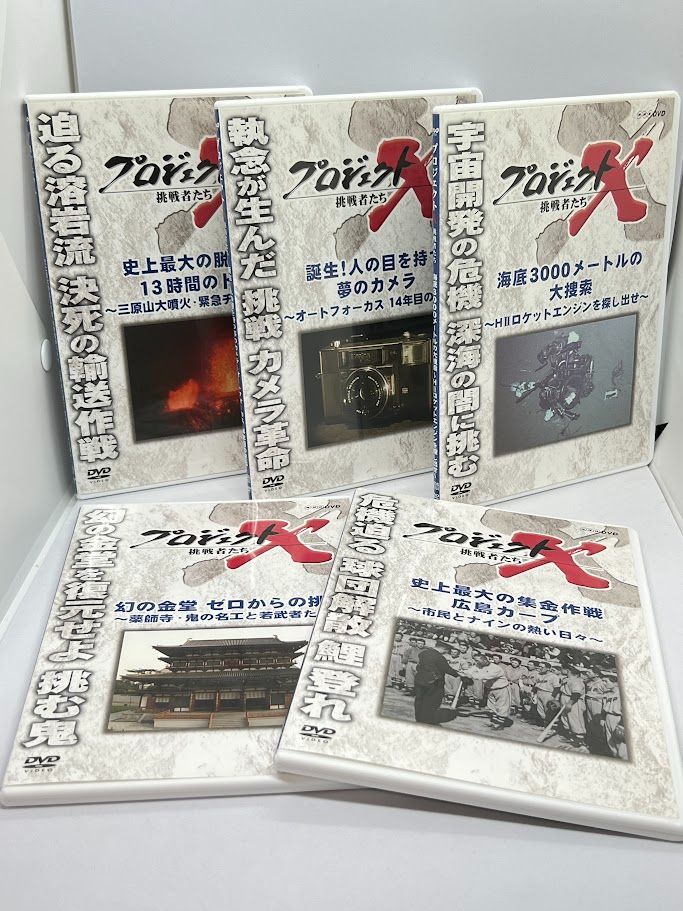 迫る溶岩流 決死の輸送作戦
プロジェクトX
挑戦者たち
史上最大の脱
13時間のド
~三原山大噴火・緊急チ
DVD
VIDEO
執念が生んだ 挑戦 カメラ革命
プロジェクトX
挑戦者たち
誕生!人の目を持つ
夢のカメラ
~オートフォーカス 14年目の
DVD
VIDEO
NHK DVD
宇宙開発の危機 深海の闇に挑む
プロジェクトX
挑戦者たち
海底3000メートルの
大捜索
~HⅡロケットエンジンを探し出せ~
DVD
VIDEO
DVD
幻の金堂を復元せよ 挑む鬼
プロジェクトX
挑戦者たち
幻の金堂 ゼロからの挑
~薬師寺・鬼の名工と若武者た
DVD
VIDEO
NHK DVD
危機迫る 球団解散 鯉 登れ
プロジェクトX
挑戦者たち
史上最大の集金作戦
広島カープ
~市民とナインの熱い日々~
DVD
VIDEO